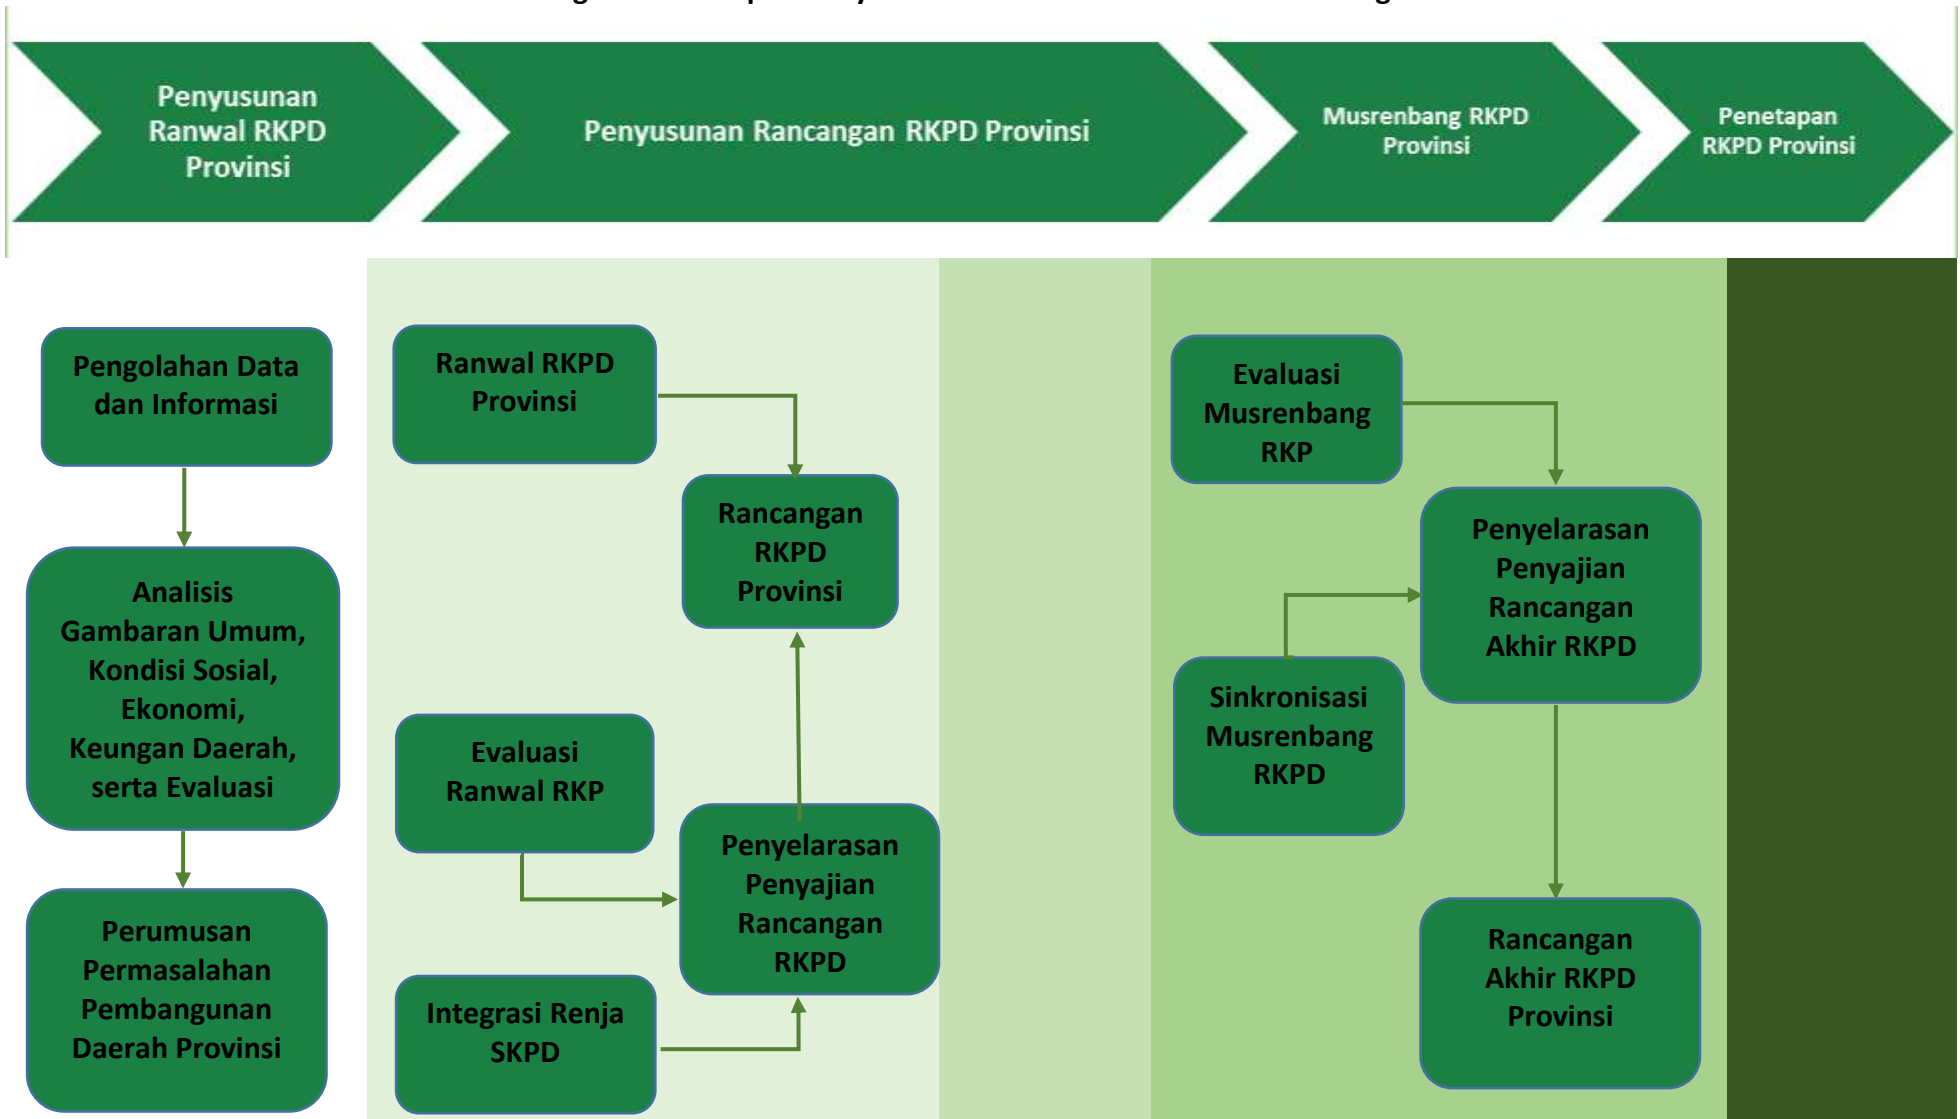 Penyusunan
Ranwal RKPD
Provinsi
Penyusunan Rancangan RKPD Provinsi
Musrenbang RKPD
Provinsi
Penetapan
RKPD Provinsi
Pengolahan Data
dan Informasi
Analisis
Gambaran Umum,
Kondisi Sosial,
Ekonomi,
Keungan Daerah,
serta Evaluasi
Perumusan
Permasalahan
Pembangunan
Daerah Provinsi
Ranwal RKPD
Provinsi
Rancangan
RKPD
Provinsi
Evaluasi
Ranwal RKP
Penyelarasan
Penyajian
Rancangan
RKPD
Integrasi Renja
SKPD
Evaluasi
Musrenbang
RKP
Penyelarasan
Penyajian
Rancangan
Akhir RKPD
Sinkronisasi
Musrenbang
RKPD
Rancangan
Akhir RKPD
Provinsi